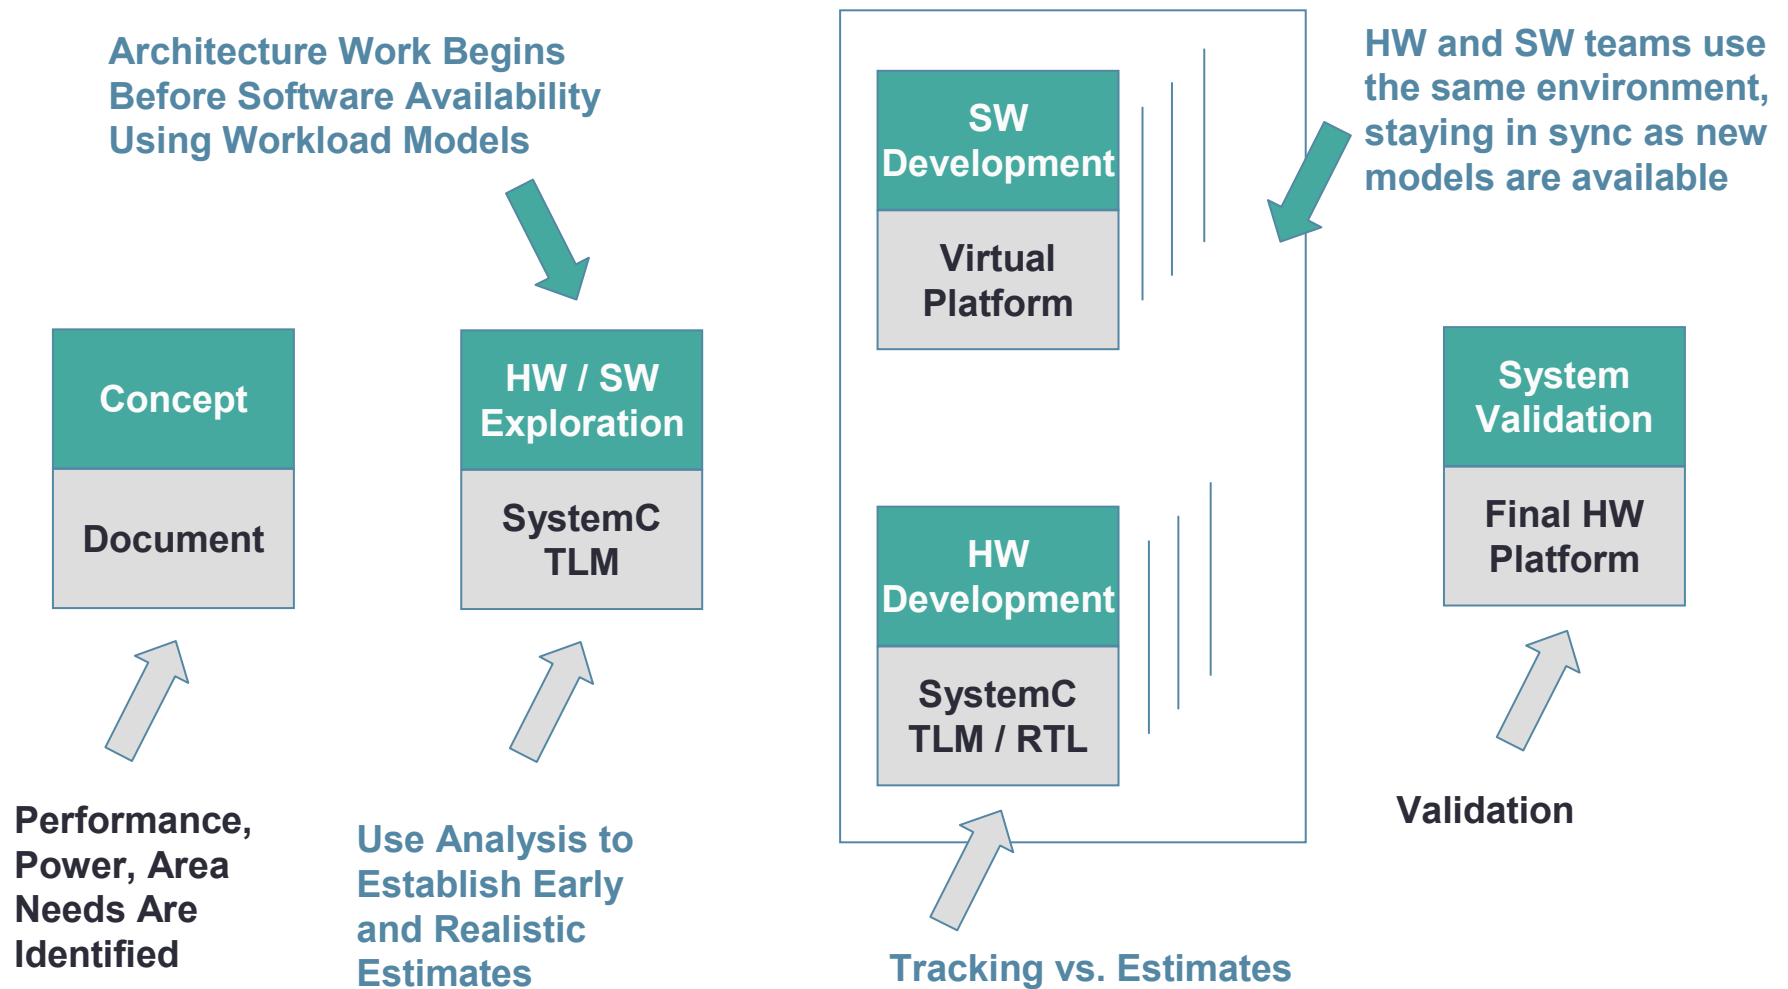 Architecture Work Begins
Before Software Availability
Using Workload Models
HW and SW teams use
the same environment,
staying in sync as new
models are available
Concept
Document
HW / SW
Exploration
SystemC
TLM
SW
Development
Virtual
Platform
HW
Development
SystemC
TLM / RTL
System
Validation
Final HW
Platform
Performance,
Power, Area
Needs Are
Identified
Use Analysis to
Establish Early
and Realistic
Estimates
Tracking vs. Estimates
Validation